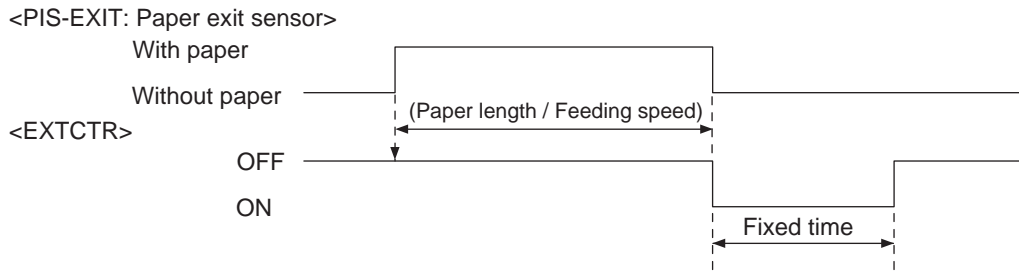 <PIS-EXIT: Paper exit sensor>
With paper
Without paper
(Paper length / Feeding speed)
<EXTCTR>
OFF
ON
Fixed time